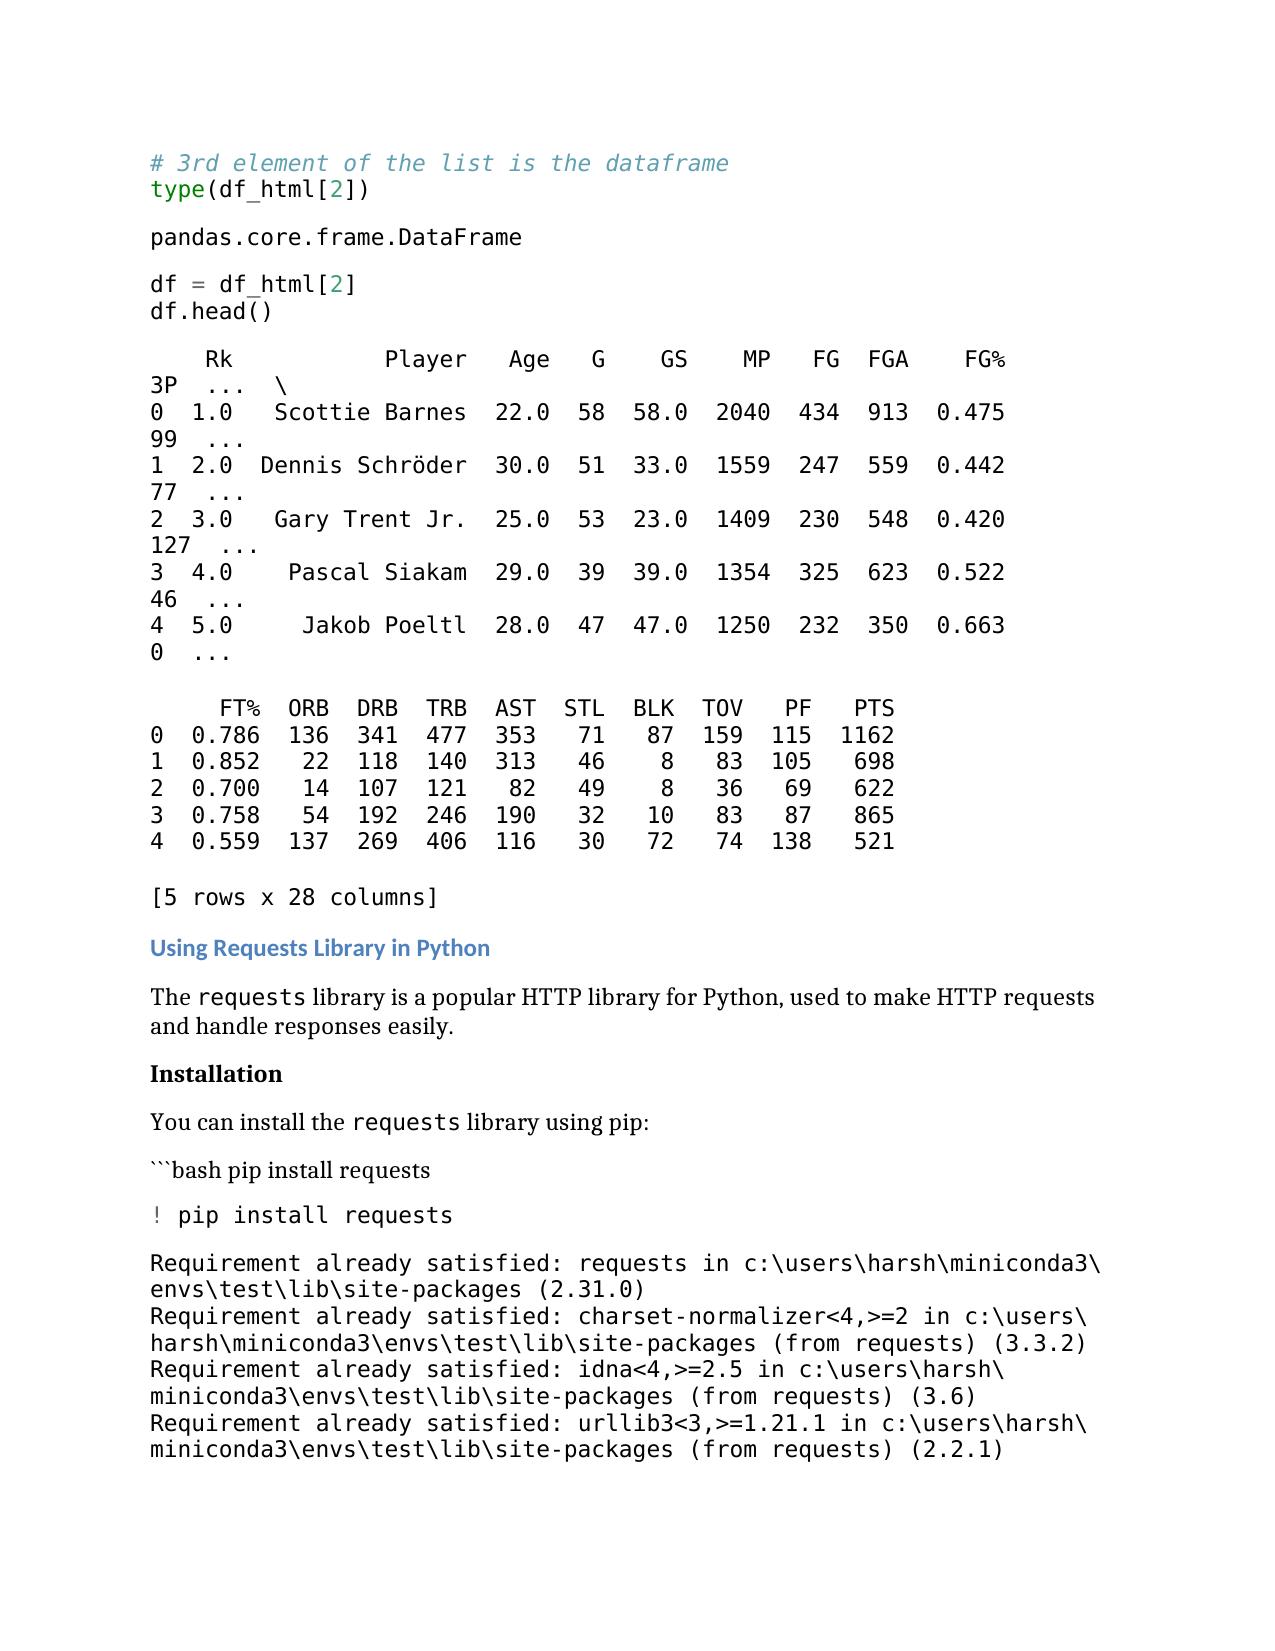 # 3rd element of the list is the dataframe
type(df_html[2])
pandas.core.frame.DataFrame
df = df_html[2]
df.head()
    Rk           Player   Age   G    GS    MP   FG  FGA    FG%
3P  ...  \
0  1.0   Scottie Barnes  22.0  58  58.0  2040  434  913  0.475
99  ...
1  2.0  Dennis Schröder  30.0  51  33.0  1559  247  559  0.442
77  ...
2  3.0   Gary Trent Jr.  25.0  53  23.0  1409  230  548  0.420
127  ...
3  4.0    Pascal Siakam  29.0  39  39.0  1354  325  623  0.522
46  ...
4  5.0     Jakob Poeltl  28.0  47  47.0  1250  232  350  0.663
0  ...
     FT%  ORB  DRB  TRB  AST  STL  BLK  TOV   PF   PTS
0  0.786  136  341  477  353   71   87  159  115  1162
1  0.852   22  118  140  313   46    8   83  105   698
2  0.700   14  107  121   82   49    8   36   69   622
3  0.758   54  192  246  190   32   10   83   87   865
4  0.559  137  269  406  116   30   72   74  138   521
[5 rows x 28 columns]
Using Requests Library in Python
The requests library is a popular HTTP library for Python, used to make HTTP requests
and handle responses easily.
Installation
You can install the requests library using pip:
```bash pip install requests
! pip install requests
Requirement already satisfied: requests in c:\users\harsh\miniconda3\
envs\test\lib\site-packages (2.31.0)
Requirement already satisfied: charset-normalizer<4,>=2 in c:\users\
harsh\miniconda3\envs\test\lib\site-packages (from requests) (3.3.2)
Requirement already satisfied: idna<4,>=2.5 in c:\users\harsh\
miniconda3\envs\test\lib\site-packages (from requests) (3.6)
Requirement already satisfied: urllib3<3,>=1.21.1 in c:\users\harsh\
miniconda3\envs\test\lib\site-packages (from requests) (2.2.1)